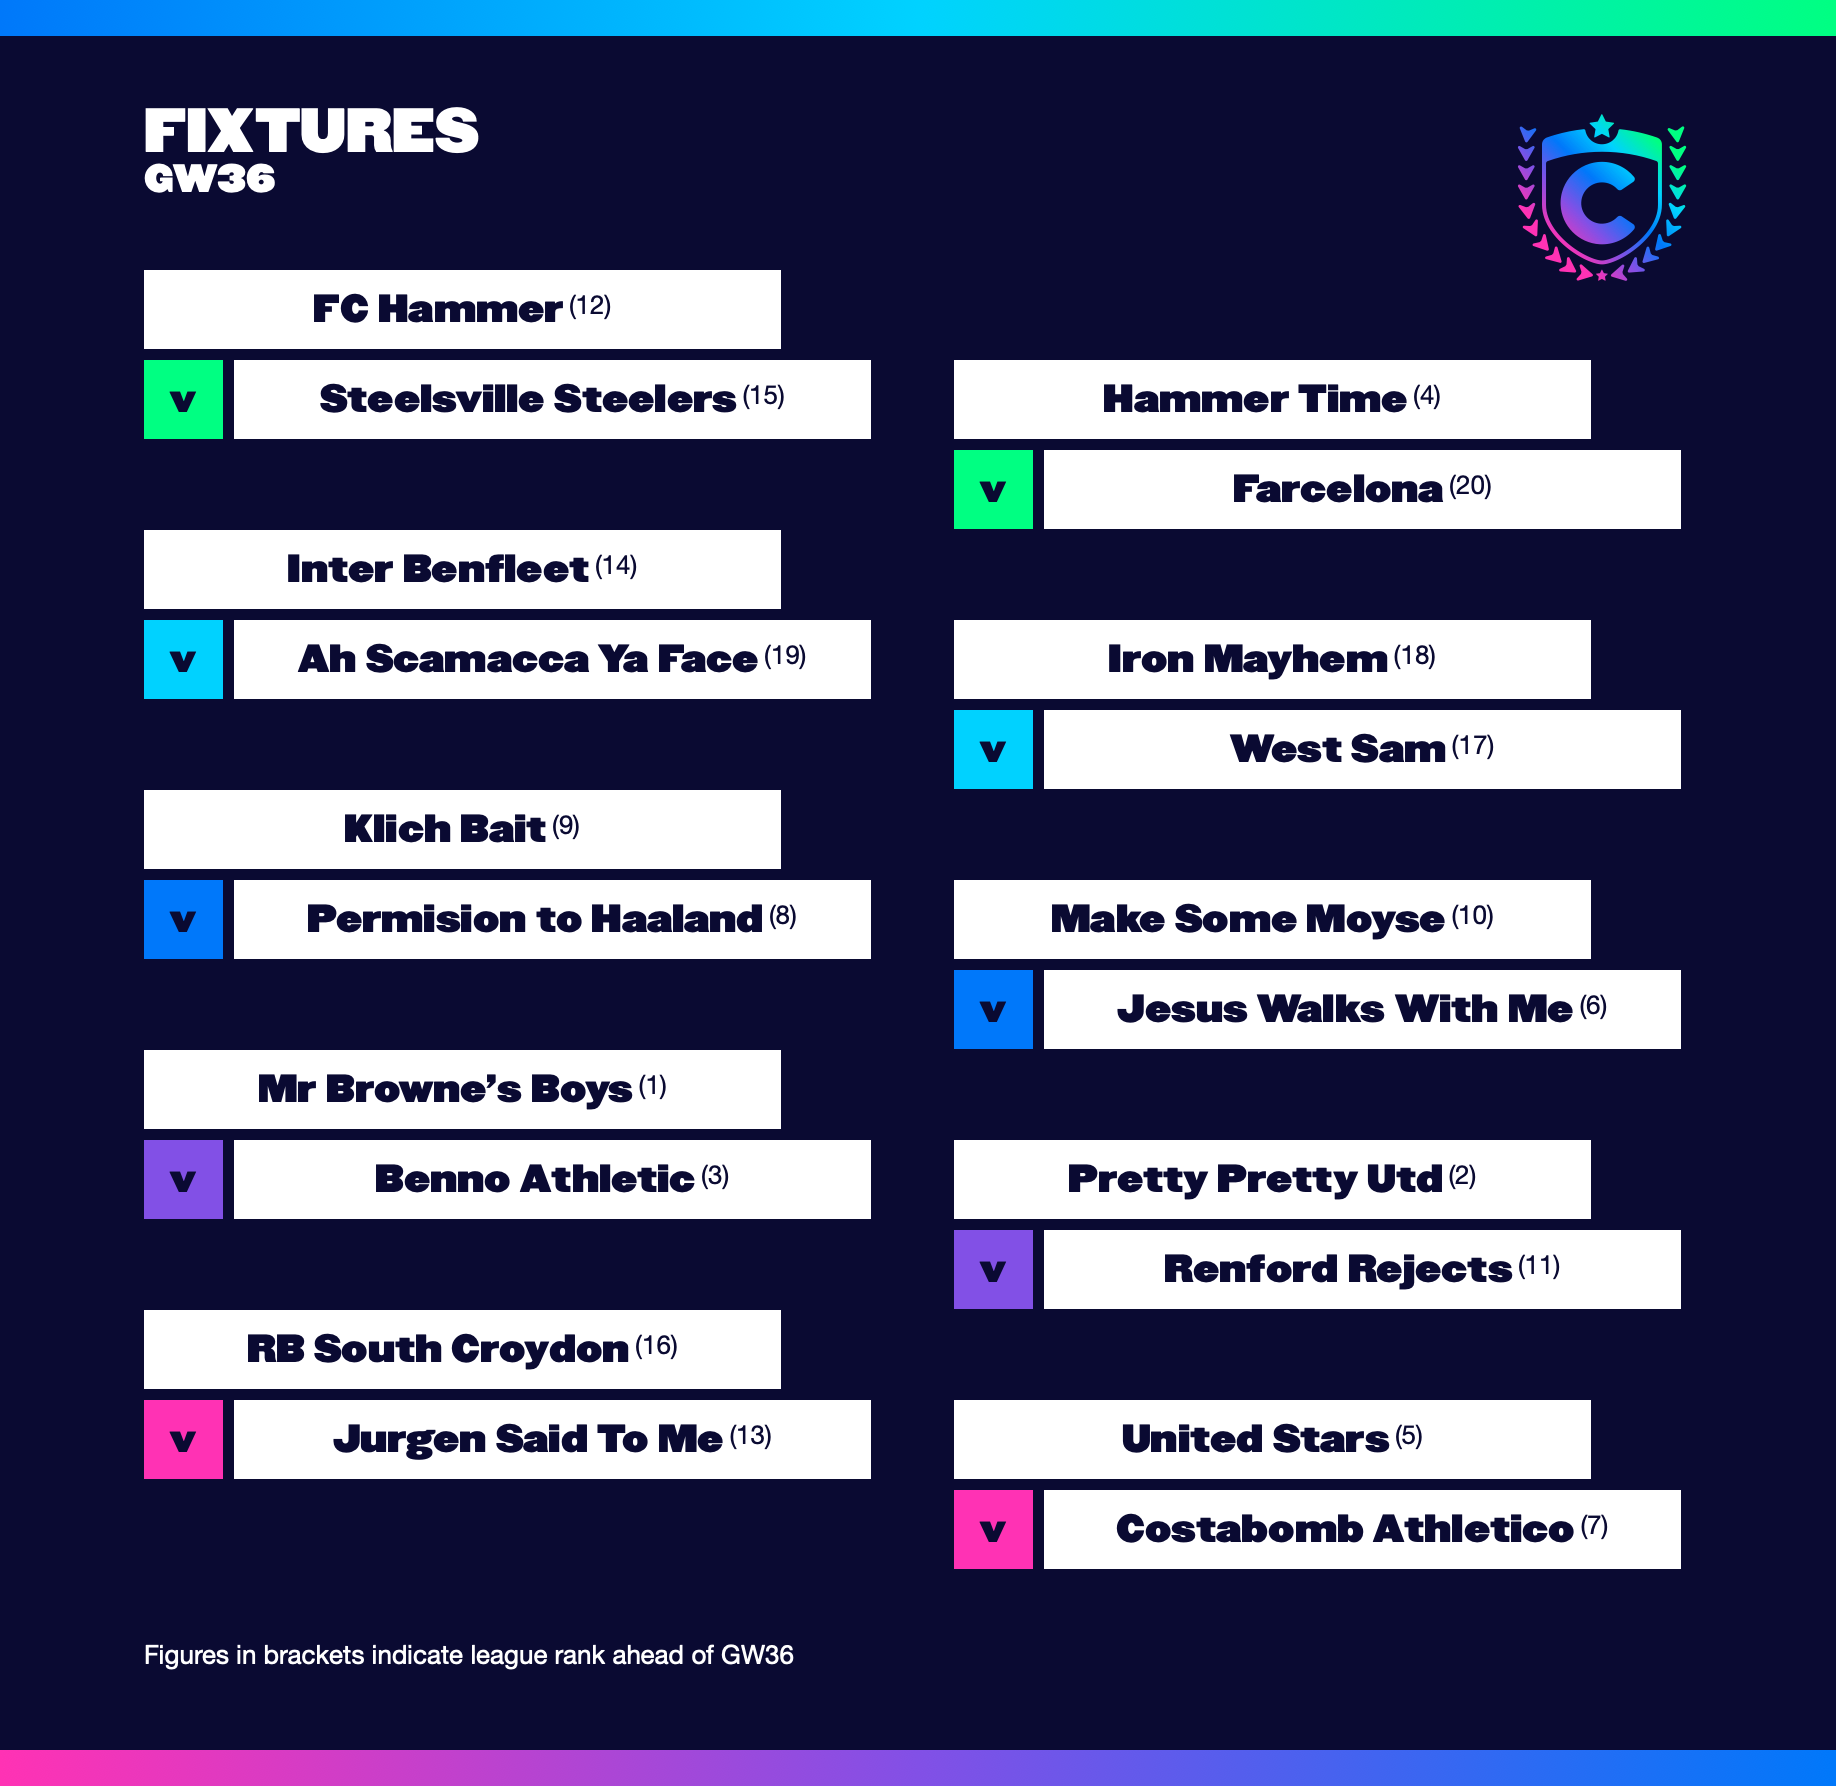 FIXTURES
GW36
FC Hammer (12)
v Steelsville Steelers (15)
Inter Benfleet (14)
v Ah Scamacca Ya Face (19)
Klich Bait (9)
v Permision to Haaland (8)
Mr Browne’s Boys (1)
v Benno Athletic (3)
RB South Croydon (16)
v Jurgen Said To Me (13)
C
Hammer Time (4)
v Farcelona (20)
Iron Mayhem (18)
v West Sam (17)
Make Some Moyse (10)
v Jesus Walks With Me (6)
Pretty Pretty Utd (2)
v Renford Rejects (11)
United Stars (5)
v Costabomb Athletico (7)
Figures in brackets indicate league rank ahead of GW36